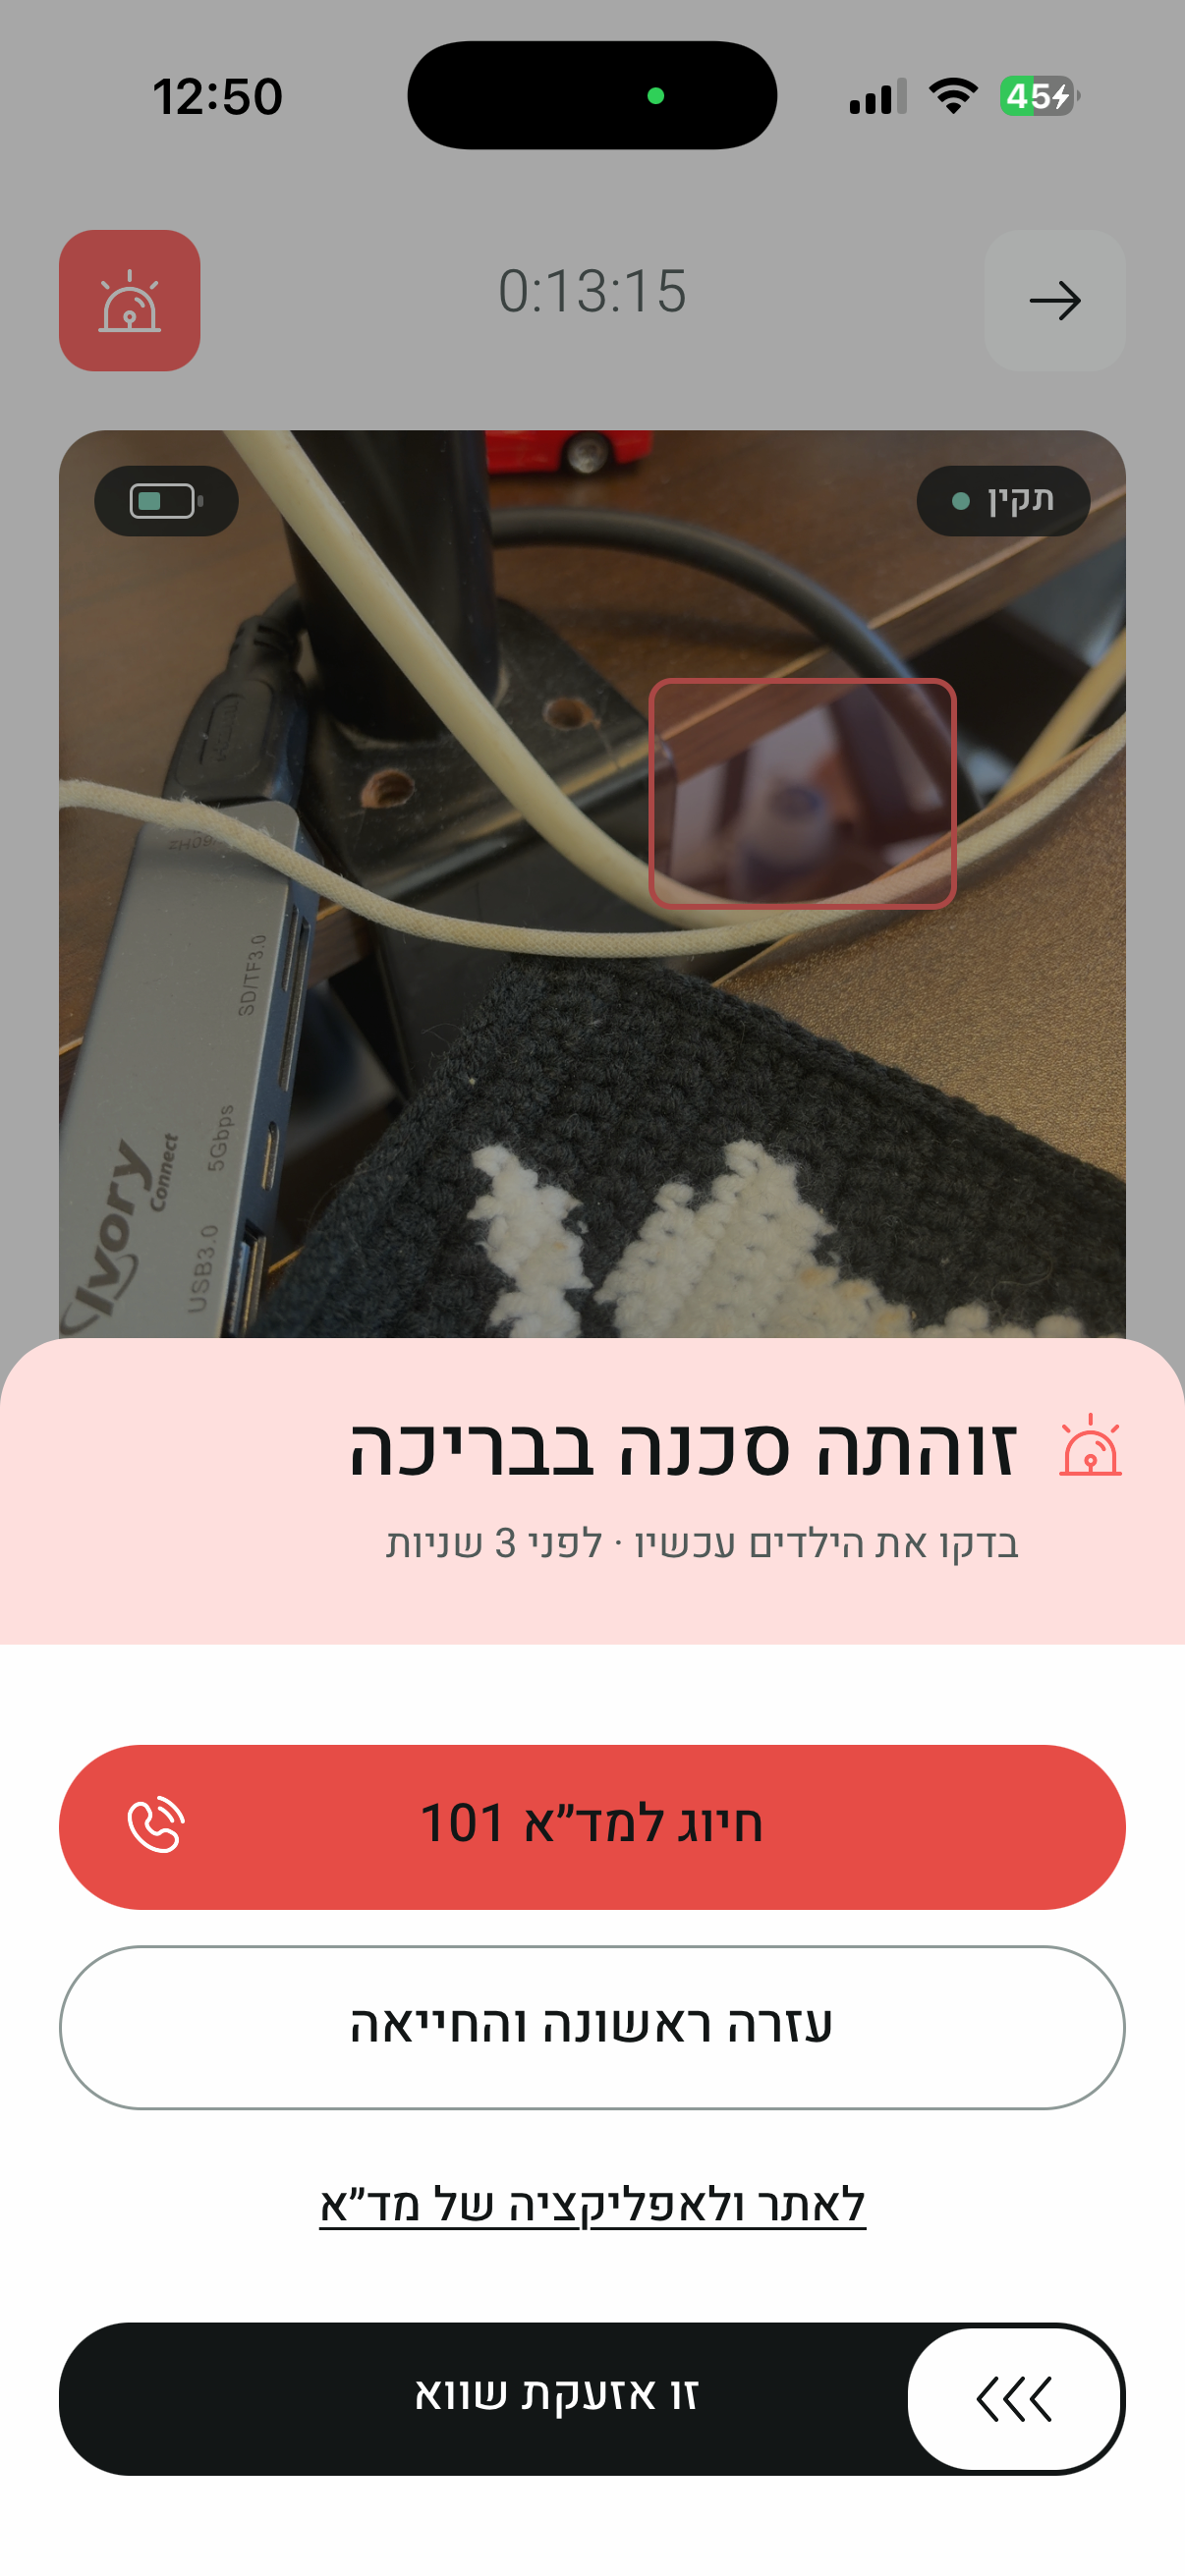 12:50
45
0:13:15
תקין
60Hz
SD/TF3.0
5Gbps
USB3.0
Ivory
Connect
זוהתה סכנה בבריכה
בדקו את הילדים עכשיו · לפני 3 שניות
חיוג למד״א 101
עזרה ראשונה והחייאה
לאתר ולאפליקציה של מד״א
זו אזעקת שווא